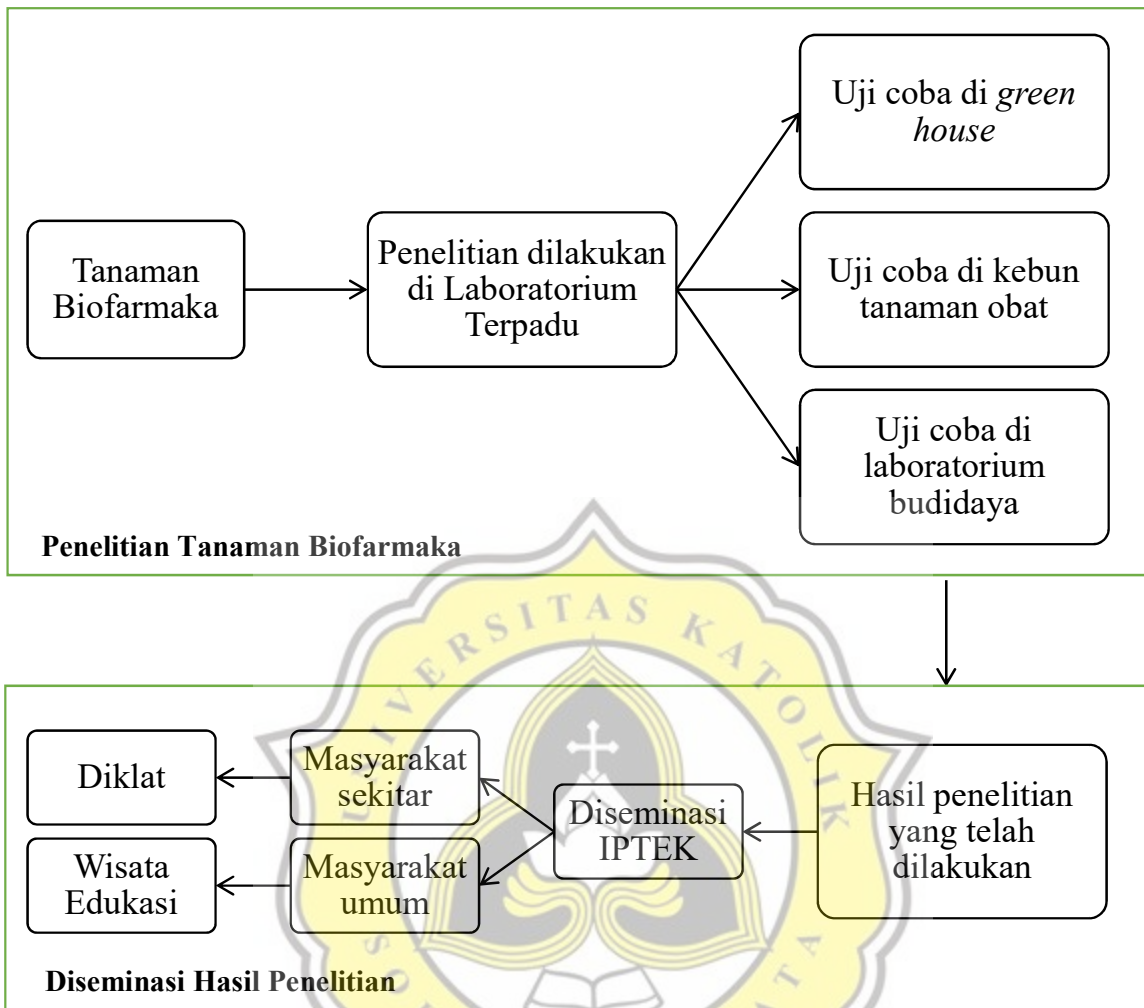 Uji coba di green
house
Tanaman
Biofarmaka
Penelitian dilakukan
di Laboratorium
Terpadu
Uji coba di kebun
tanaman obat
Uji coba di
laboratorium
budidaya
Penelitian Tanaman Biofarmaka
UNIVERSITAS KATOLIK
Diklat
Masyarakat
sekitar
Diseminasi
IPTEK
Hasil penelitian
yang telah
dilakukan
Wisata
Edukasi
Masyarakat
umum
Diseminasi Hasil Penelitian